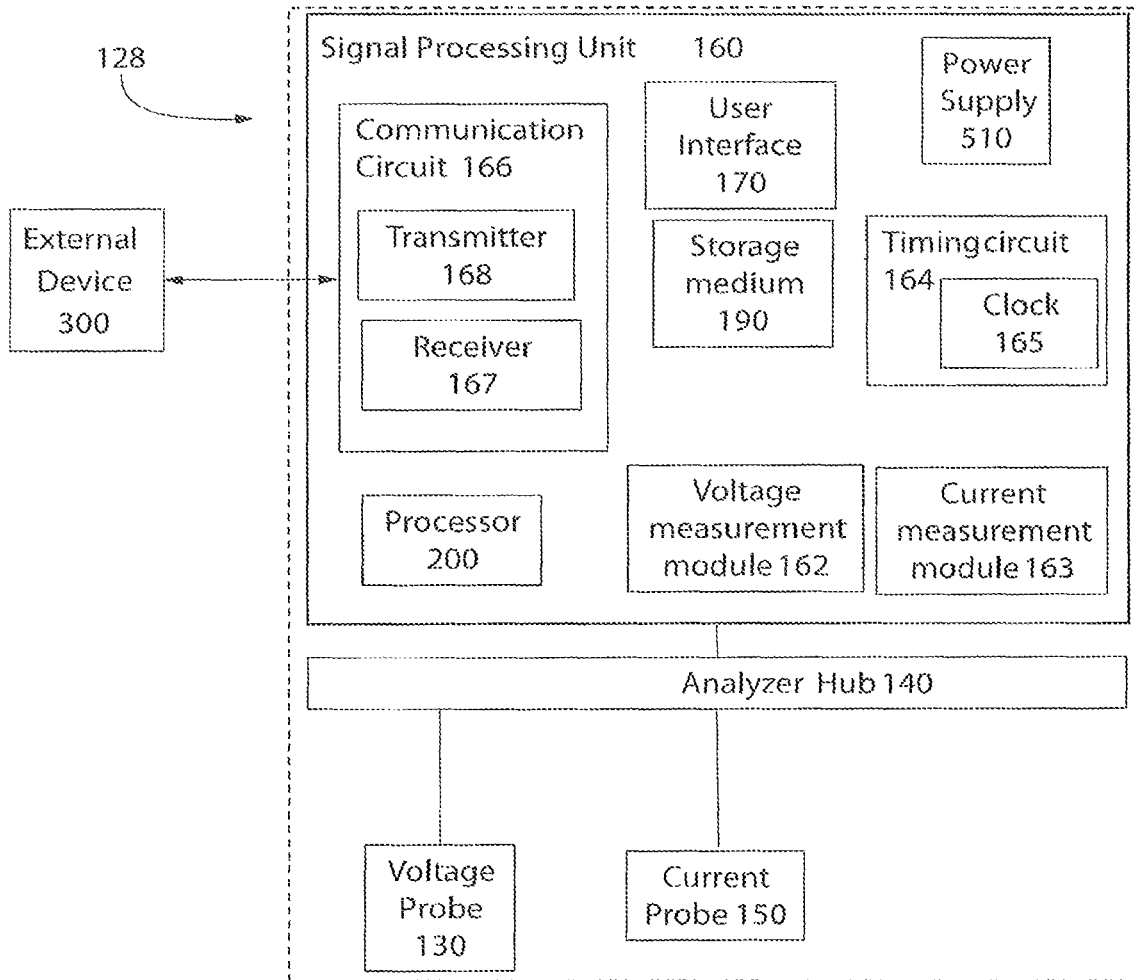 128
Signal Processing Unit 160
Power
Supply
510
User
Interface
170
Communication
Circuit 166
Transmitter
168
Receiver
167
Storage
medium
190
Timingcircuit
164
Clock
165
External
Device
300
Processor
200
Voltage
measurement
module 162
Current
measurement
module 163
Analyzer Hub 140
Voltage
Probe
130
Current
Probe 150